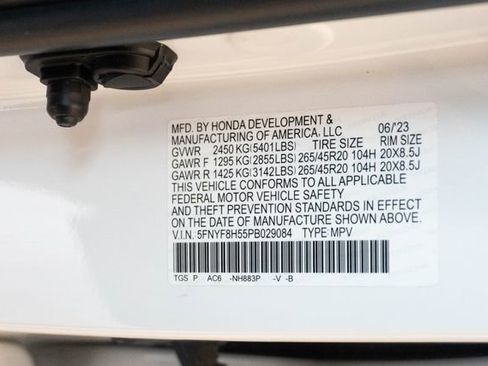 MFD. BY HONDA DEVELOPMENT &
MANUFACTURING OF AMERICA, LLC 06/'23
GVWR 2450 KG(5401LBS) TIRE SIZE RIM SIZE
GAWR F 1295 KG(2855LBS) 265/45R20 104H 20X8.5J
GAWR R 1425 KG(3142LBS) 265/45R20 104H 20X8.5J
THIS VEHICLE CONFORMS TO ALL APPLICABLE
FEDERAL MOTOR VEHICLE SAFETY
AND THEFT PREVENTION STANDARDS IN EFFECT
ON THE DATE OF MANUFACTURE SHOWN ABOVE.
V.I.N: 5FNYF8H55PB029084 TYPE: MPV
TGS P AC6 -NH883P -V -B